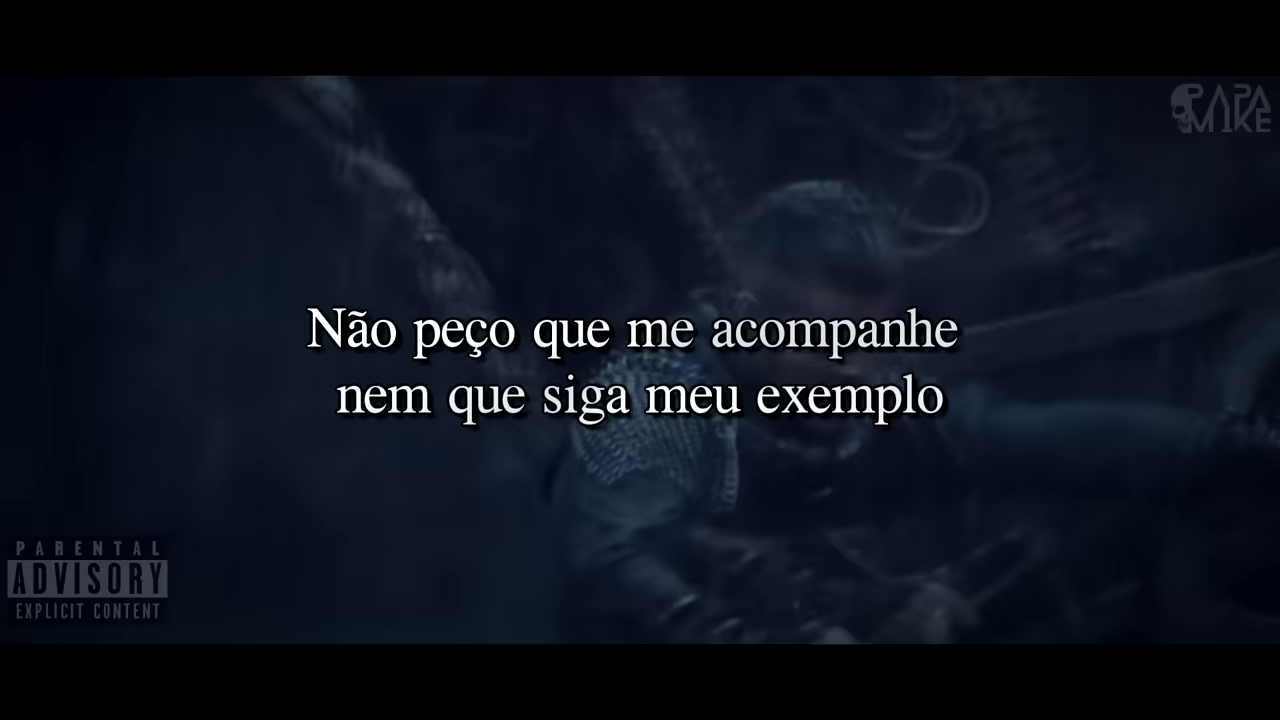 PAPA
MIKE
Não peço que me acompanhe
nem que siga meu exemplo
PARENTAL
ADVISORY
EXPLICIT CONTENT